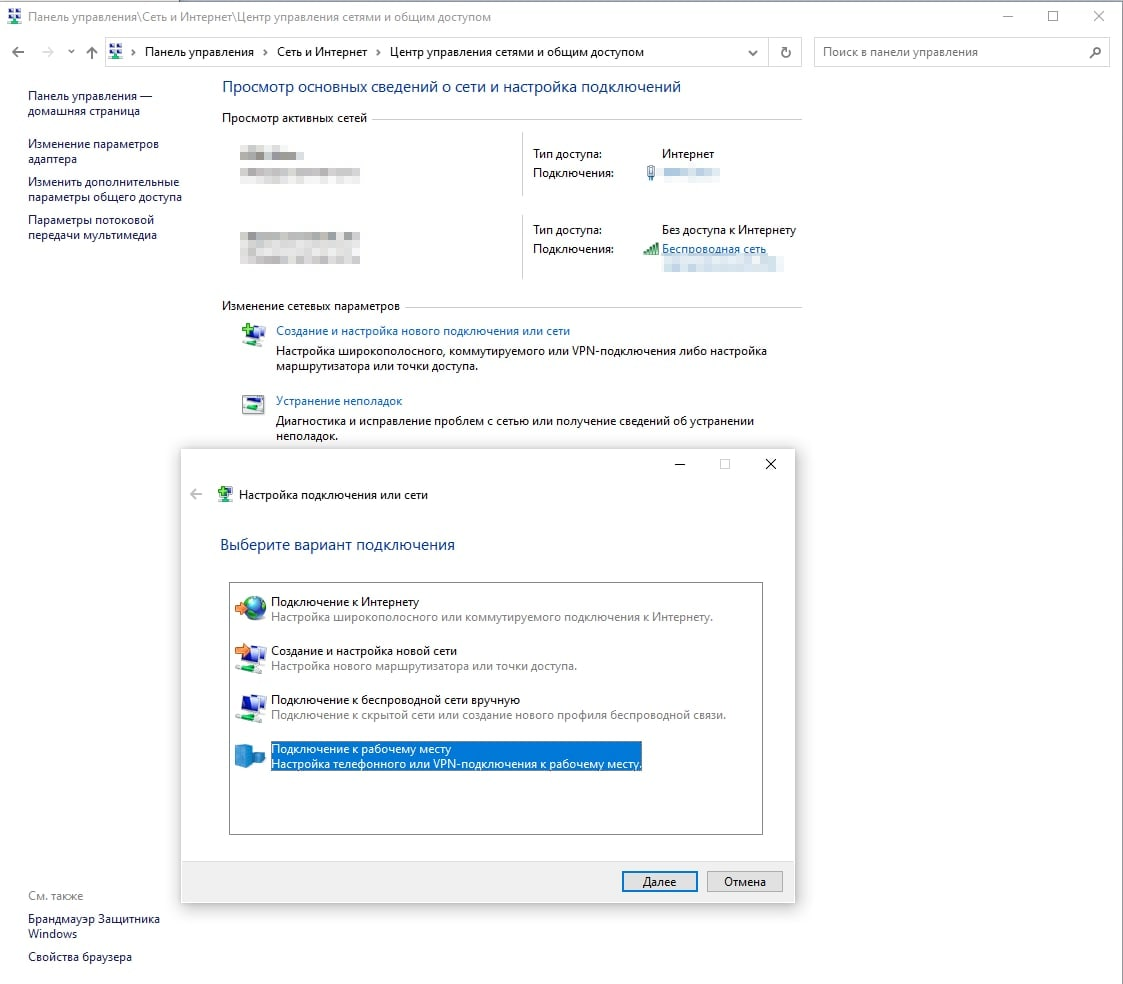 Панель управления\Сеть и Интернет\Центр управления сетями и общим доступом
Панель управления > Сеть и Интернет > Центр управления сетями и общим доступом
Поиск в панели управления
Панель управления —
домашняя страница
Изменение параметров
адаптера
Изменить дополнительные
параметры общего доступа
Параметры потоковой
передачи мультимедиа
Просмотр основных сведений о сети и настройка подключений
Просмотр активных сетей
Тип доступа: Интернет
Подключения:
Тип доступа: Без доступа к Интернету
Подключения: Беспроводная сеть
Изменение сетевых параметров
Создание и настройка нового подключения или сети
Настройка широкополосного, коммутируемого или VPN-подключения либо настройка
маршрутизатора или точки доступа.
Устранение неполадок
Диагностика и исправление проблем с сетью или получение сведений об устранении
неполадок.
Настройка подключения или сети
Выберите вариант подключения
Подключение к Интернету
Настройка широкополосного или коммутируемого подключения к Интернету.
Создание и настройка новой сети
Настройка нового маршрутизатора или точки доступа.
Подключение к беспроводной сети вручную
Подключение к скрытой сети или создание нового профиля беспроводной связи.
Подключение к рабочему месту
Настройка телефонного или VPN-подключения к рабочему месту.
Далее
Отмена
См. также
Брандмауэр Защитника
Windows
Свойства браузера